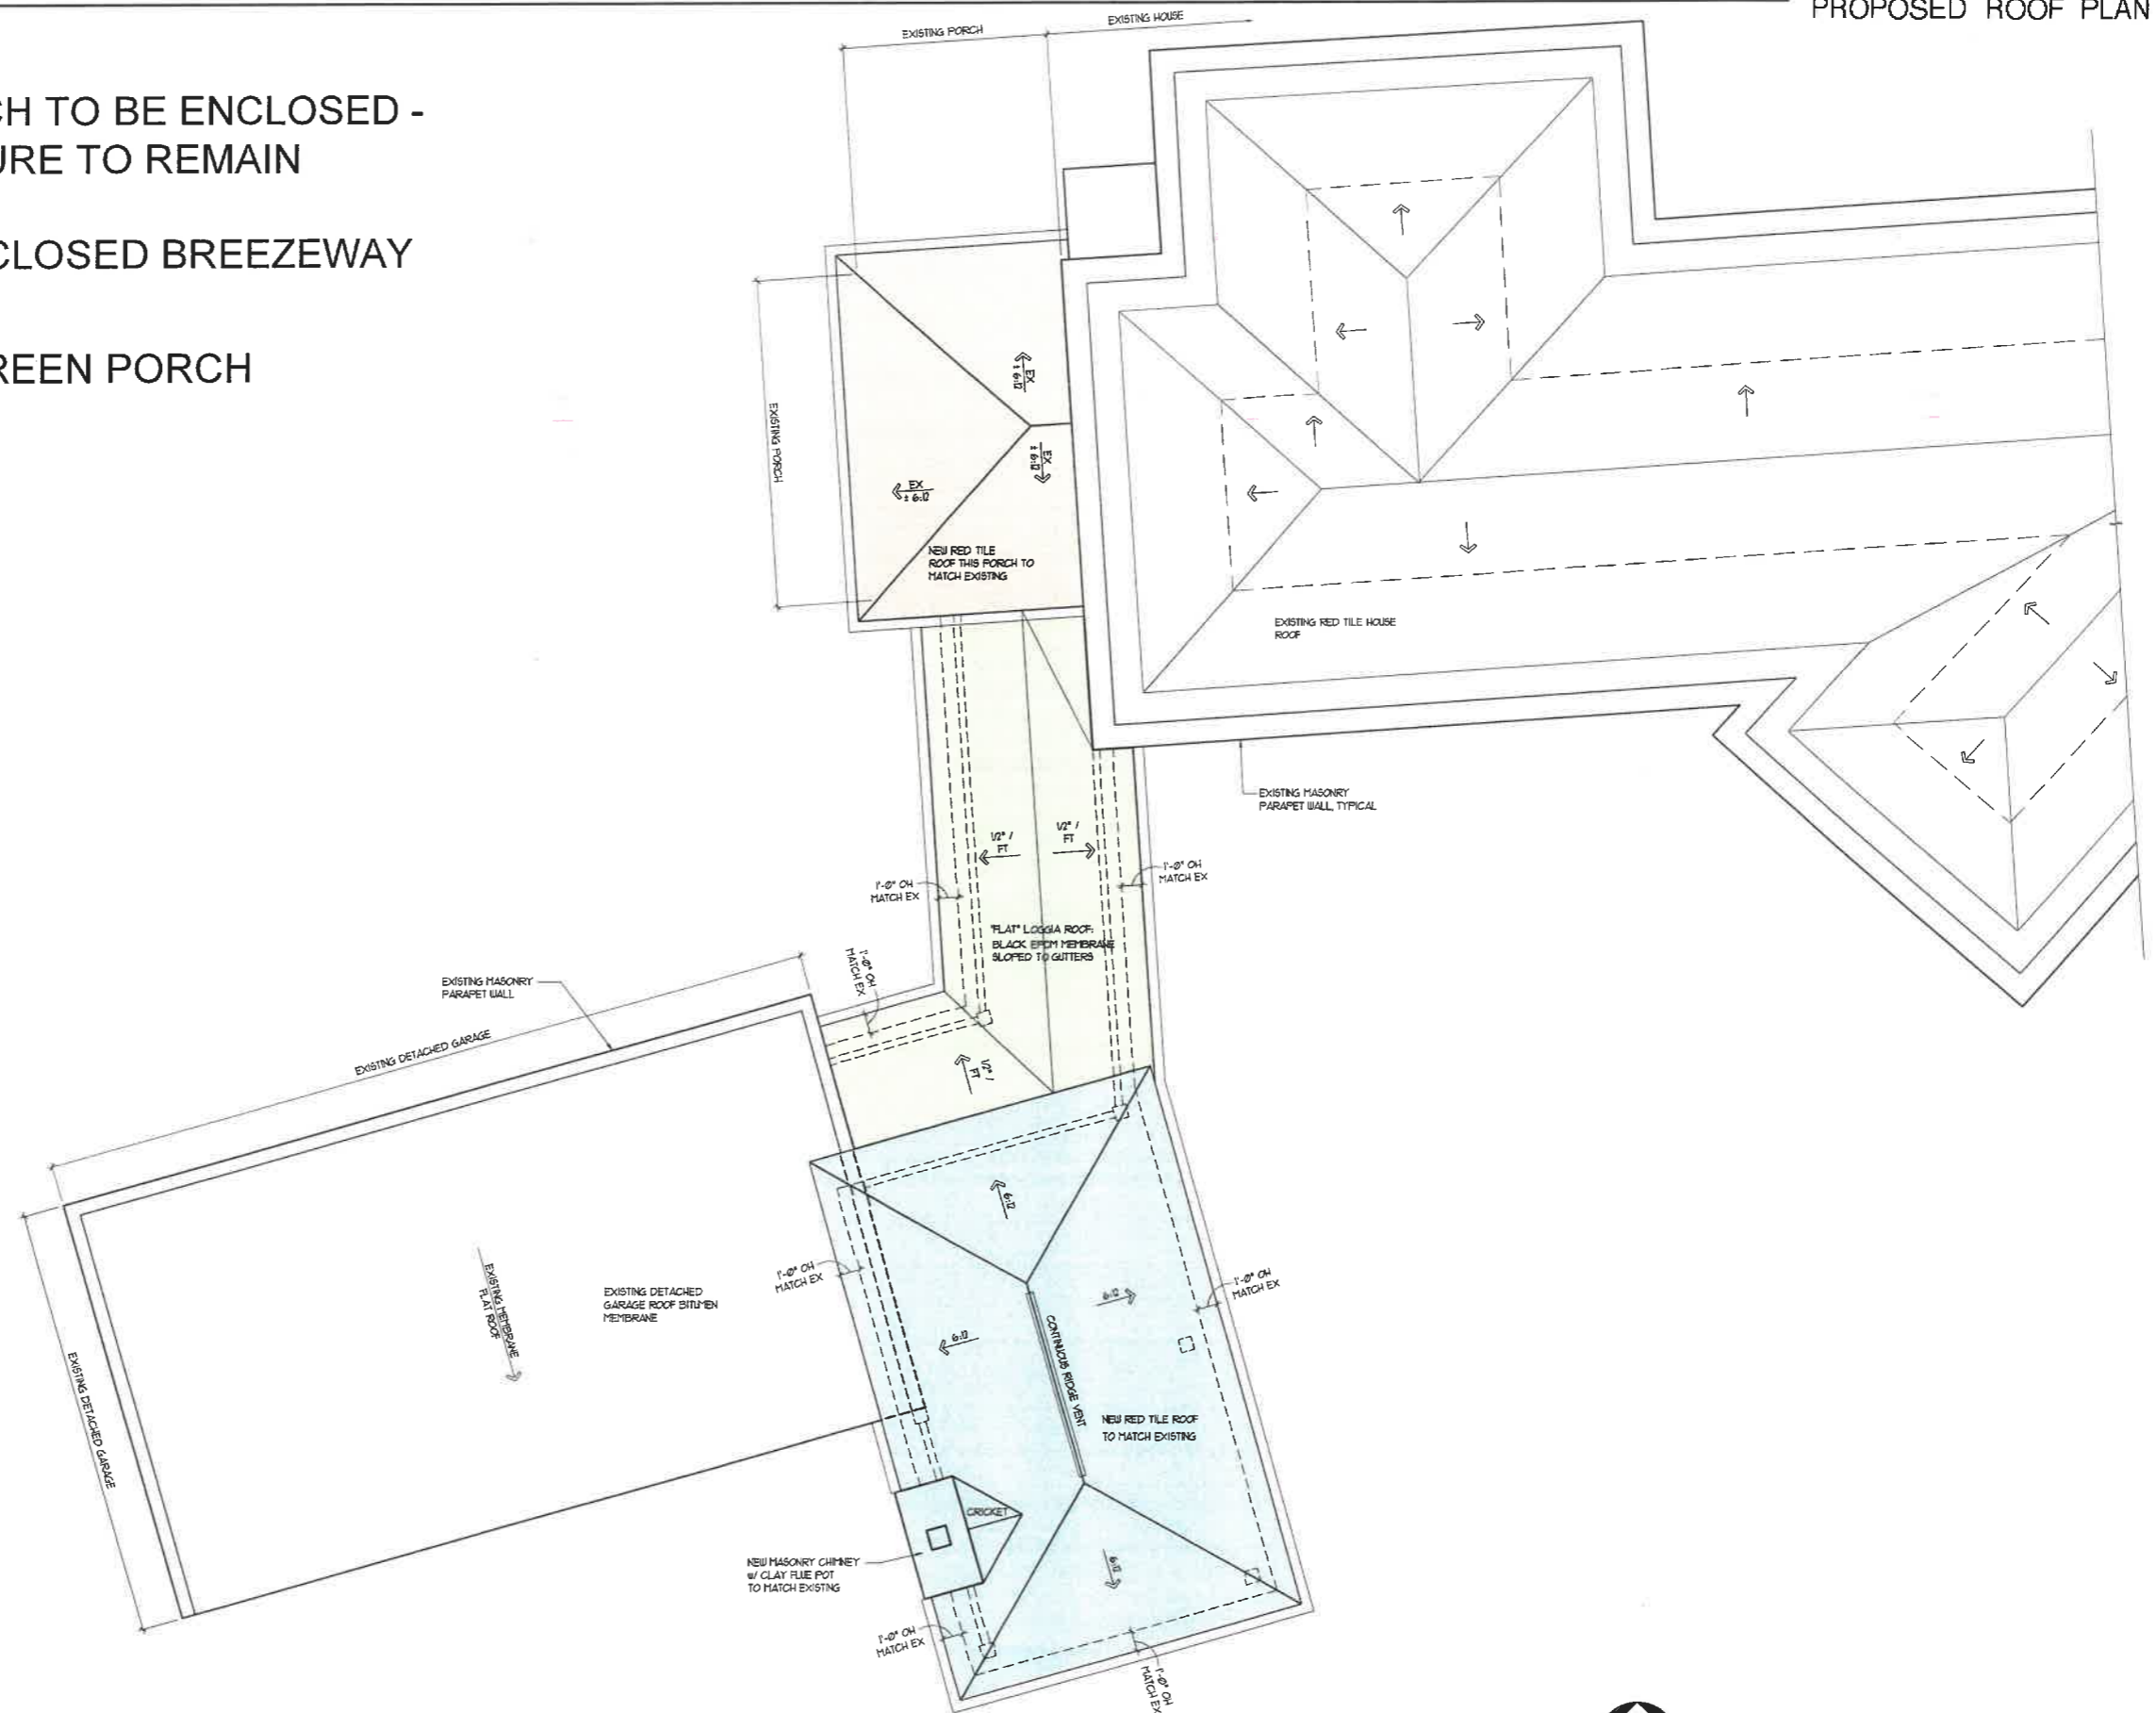 PROPOSED ROOF PLAN
EXISTING PORCH
EXISTING HOUSE
CH TO BE ENCLOSED -
URE TO REMAIN
CLOSED BREEZEWAY
REEN PORCH
EXISTING PORCH
EX
± 6:12
EX
± 6:12
EX
± 6:12
NEW RED TILE
ROOF THIS PORCH TO
MATCH EXISTING
EXISTING RED TILE HOUSE
ROOF
EXISTING MASONRY
PARAPET WALL, TYPICAL
1/2" /
FT
1/2" /
FT
1'-0" OH
MATCH EX
1'-0" OH
MATCH EX
"FLAT" LOGGIA ROOF:
BLACK EPDM MEMBRANE
SLOPED TO GUTTERS
1'-0" OH
MATCH EX
EXISTING MASONRY
PARAPET WALL
EXISTING DETACHED GARAGE
1/2" /
FT
6:12
1'-0" OH
MATCH EX
1'-0" OH
MATCH EX
6:12
6:12
EXISTING MEMBRANE
FLAT ROOF
EXISTING DETACHED
GARAGE ROOF BITUMEN
MEMBRANE
CONTINUOUS RIDGE VENT
EXISTING DETACHED GARAGE
NEW RED TILE ROOF
TO MATCH EXISTING
CRICKET
NEW MASONRY CHIMNEY
W/ CLAY FLUE POT
TO MATCH EXISTING
6:12
1'-0" OH
MATCH EX
1'-0" OH
MATCH EX